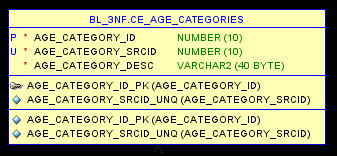 BL_3NF.CE_AGE_CATEGORIES
P * AGE_CATEGORY_ID NUMBER (10)
U * AGE_CATEGORY_SRCID NUMBER (10)
* AGE_CATEGORY_DESC VARCHAR2 (40 BYTE)
AGE_CATEGORY_ID_PK (AGE_CATEGORY_ID)
AGE_CATEGORY_SRCID_UNQ (AGE_CATEGORY_SRCID)
AGE_CATEGORY_ID_PK (AGE_CATEGORY_ID)
AGE_CATEGORY_SRCID_UNQ (AGE_CATEGORY_SRCID)